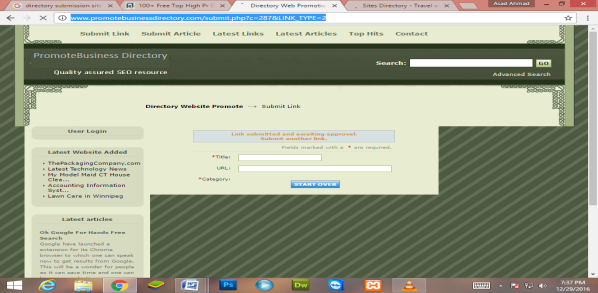 directory submission site
100+ Free Top High Pr D
Directory Web Promotio
Sites Directory - Travel a
Asad Ahmad
www.promotebusinessdirectory.com/submit.php?c=287&LINK_TYPE=2
Submit Link Submit Article Latest Links Latest Articles Top Hits Contact
PromoteBusiness Directory
Quality assured SEO resource
Search: GO
Advanced Search
Directory Website Promote → Submit Link
User Login
Link submitted and awaiting approval.
Submit another link.
Fields marked with a * are required.
*Title:
URL:
*Category:
START OVER
Latest Website Added
ThePackagingCompany.com
Latest Technology News
My Model Maid CT House
Clea...
Accounting Information
Syst...
Lawn Care in Winnipeg
Latest articles
Ok Google For Hands Free
Search
Google have launched a
extension for its Chrome
browser to which one can speak
now to get results from Google.
This will be a wonder for people
as it can save time and one can
Ps
Dw
7:37 PM
12/29/2016